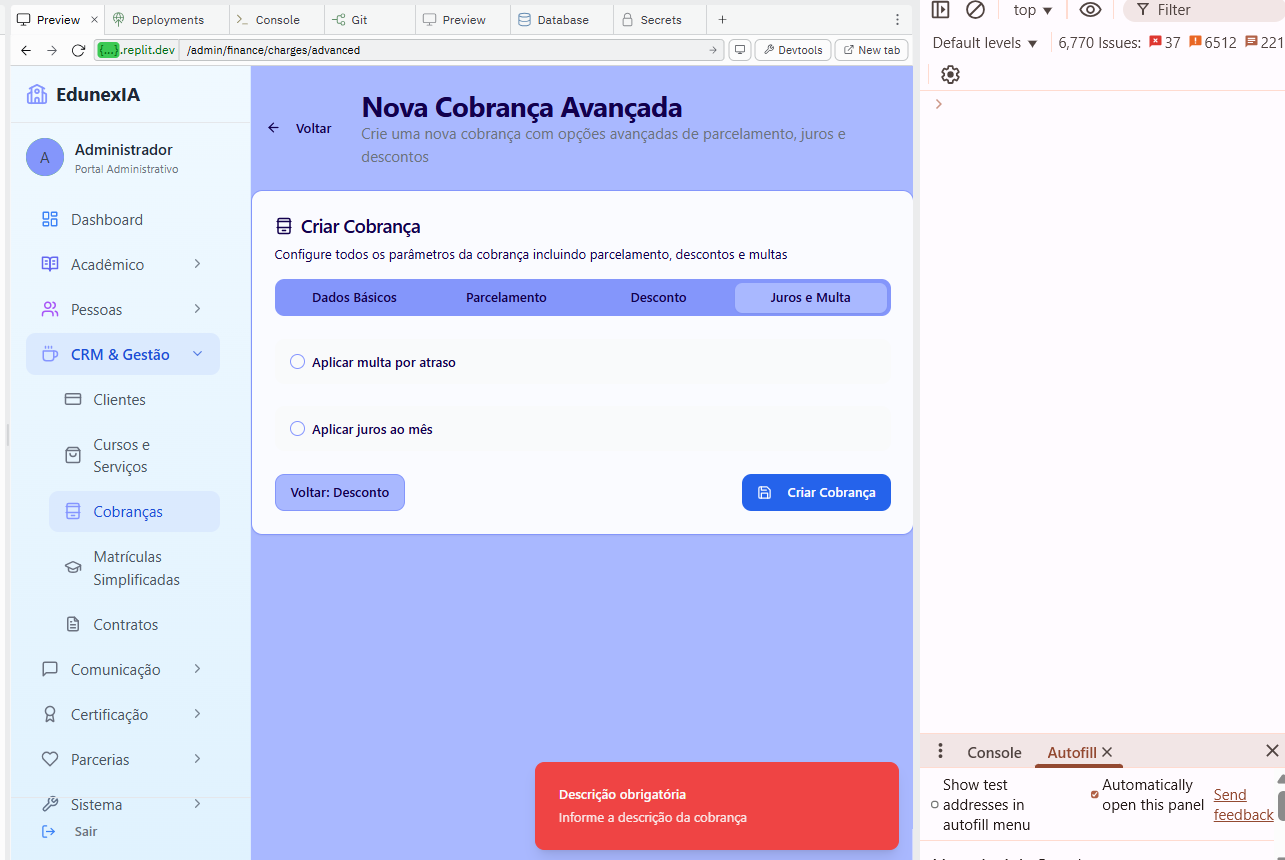 Preview
Deployments
Console
Git
Preview
Database
Secrets
{...}.replit.dev /admin/finance/charges/advanced
Devtools
New tab
EdunexIA
A
Administrador
Portal Administrativo
Dashboard
Acadêmico
Pessoas
CRM & Gestão
Clientes
Cursos e
Serviços
Cobranças
Matrículas
Simplificadas
Contratos
Comunicação
Certificação
Parcerias
Sistema
Sair
Voltar
Nova Cobrança Avançada
Crie uma nova cobrança com opções avançadas de parcelamento, juros e
descontos
Criar Cobrança
Configure todos os parâmetros da cobrança incluindo parcelamento, descontos e multas
Dados Básicos
Parcelamento
Desconto
Juros e Multa
Aplicar multa por atraso
Aplicar juros ao mês
Voltar: Desconto
Criar Cobrança
Descrição obrigatória
Informe a descrição da cobrança
top
Filter
Default levels
6,770 Issues: 37 6512 221
Console
Autofill
Show test
addresses in
autofill menu
Automatically
open this panel
Send
feedback